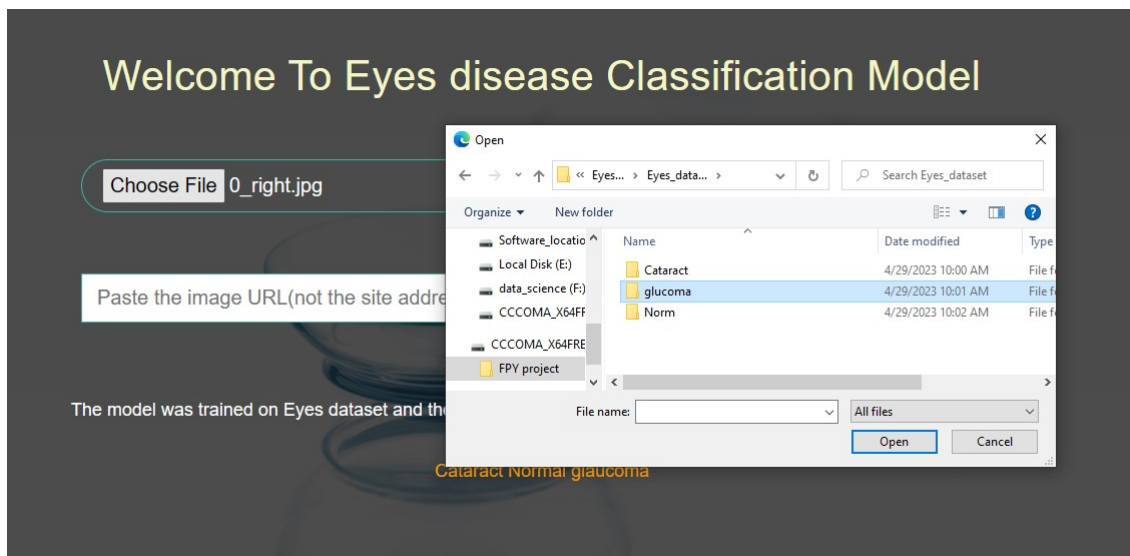 Welcome To Eyes disease Classification Model
Choose File 0_right.jpg
Paste the image URL(not the site addre
The model was trained on Eyes dataset and th
Cataract Normal glaucoma
Open
« Eyes... › Eyes_data... ›
Search Eyes_dataset
Organize New folder
Name Date modified Type
Software_locatio
Local Disk (E:)
data_science (F:)
CCCOMA_X64FF
CCCOMA_X64FRE
FPY project
Cataract 4/29/2023 10:00 AM File f
glucoma 4/29/2023 10:01 AM File f
Norm 4/29/2023 10:02 AM File f
File name: All files
Open Cancel